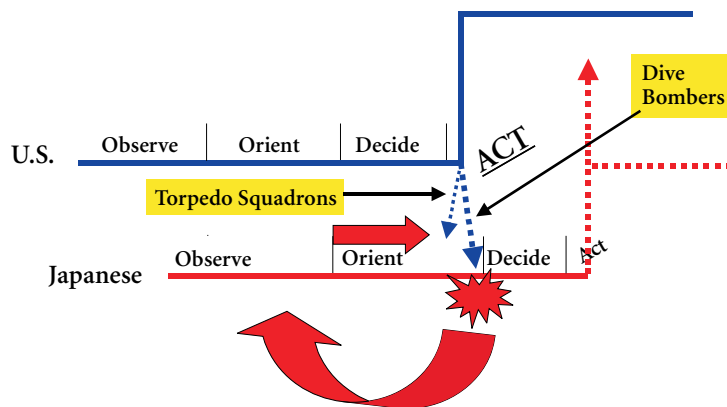 Dive
Bombers
Observe
Orient
Decide
ACT
U.S.
Torpedo Squadrons
Observe
Orient
Decide
Act
Japanese